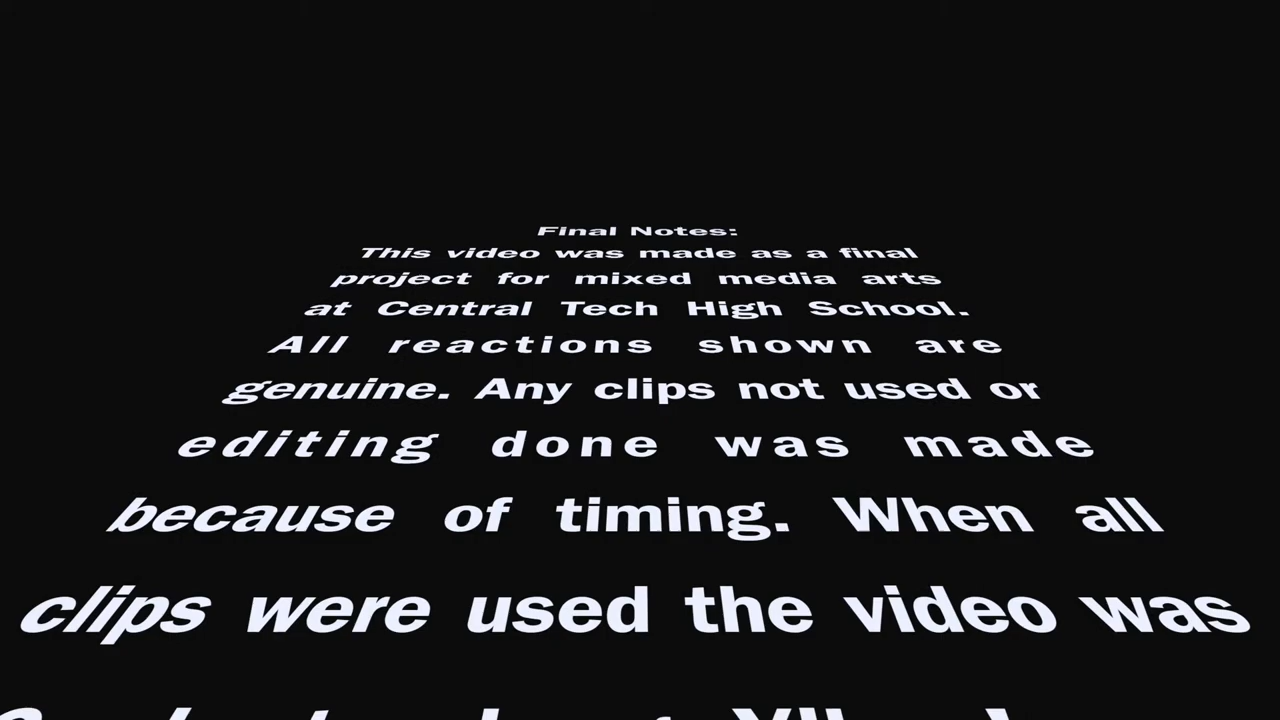 Final Notes:
This video was made as a final
project for mixed media arts
at Central Tech High School.
All reactions shown are
genuine. Any clips not used or
editing done was made
because of timing. When all
clips were used the video was